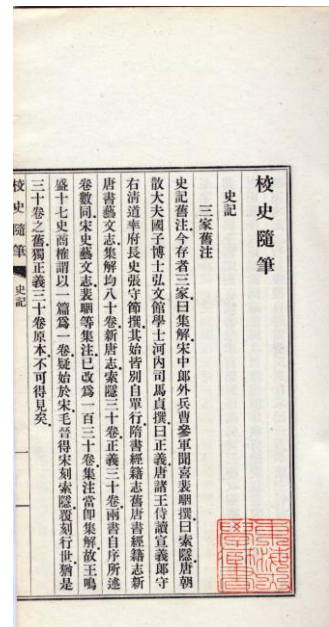 校史隨筆
史記
三家舊注
史記舊注今存者三家曰集解宋中郎外兵曹參軍聞喜裴駰撰曰索隱唐朝
散大夫國子博士弘文館學士河內司馬貞撰曰正義唐諸王侍讀宣義郎守
右清道率府長史張守節撰其始皆別自單行隋書經籍志舊唐書經籍志新
唐書藝文志集解均八十卷新唐志索隱三十卷正義三十卷兩書自序所述
卷數同宋史藝文志裴駰等集注已改爲一百三十卷集注當卽集解故王鳴
盛十七史商榷謂以一篇爲一卷疑始於宋毛晉得宋刻索隱覆刻行世猶是
三十卷之舊獨正義三十卷原本不可得見矣
校史隨筆 史記